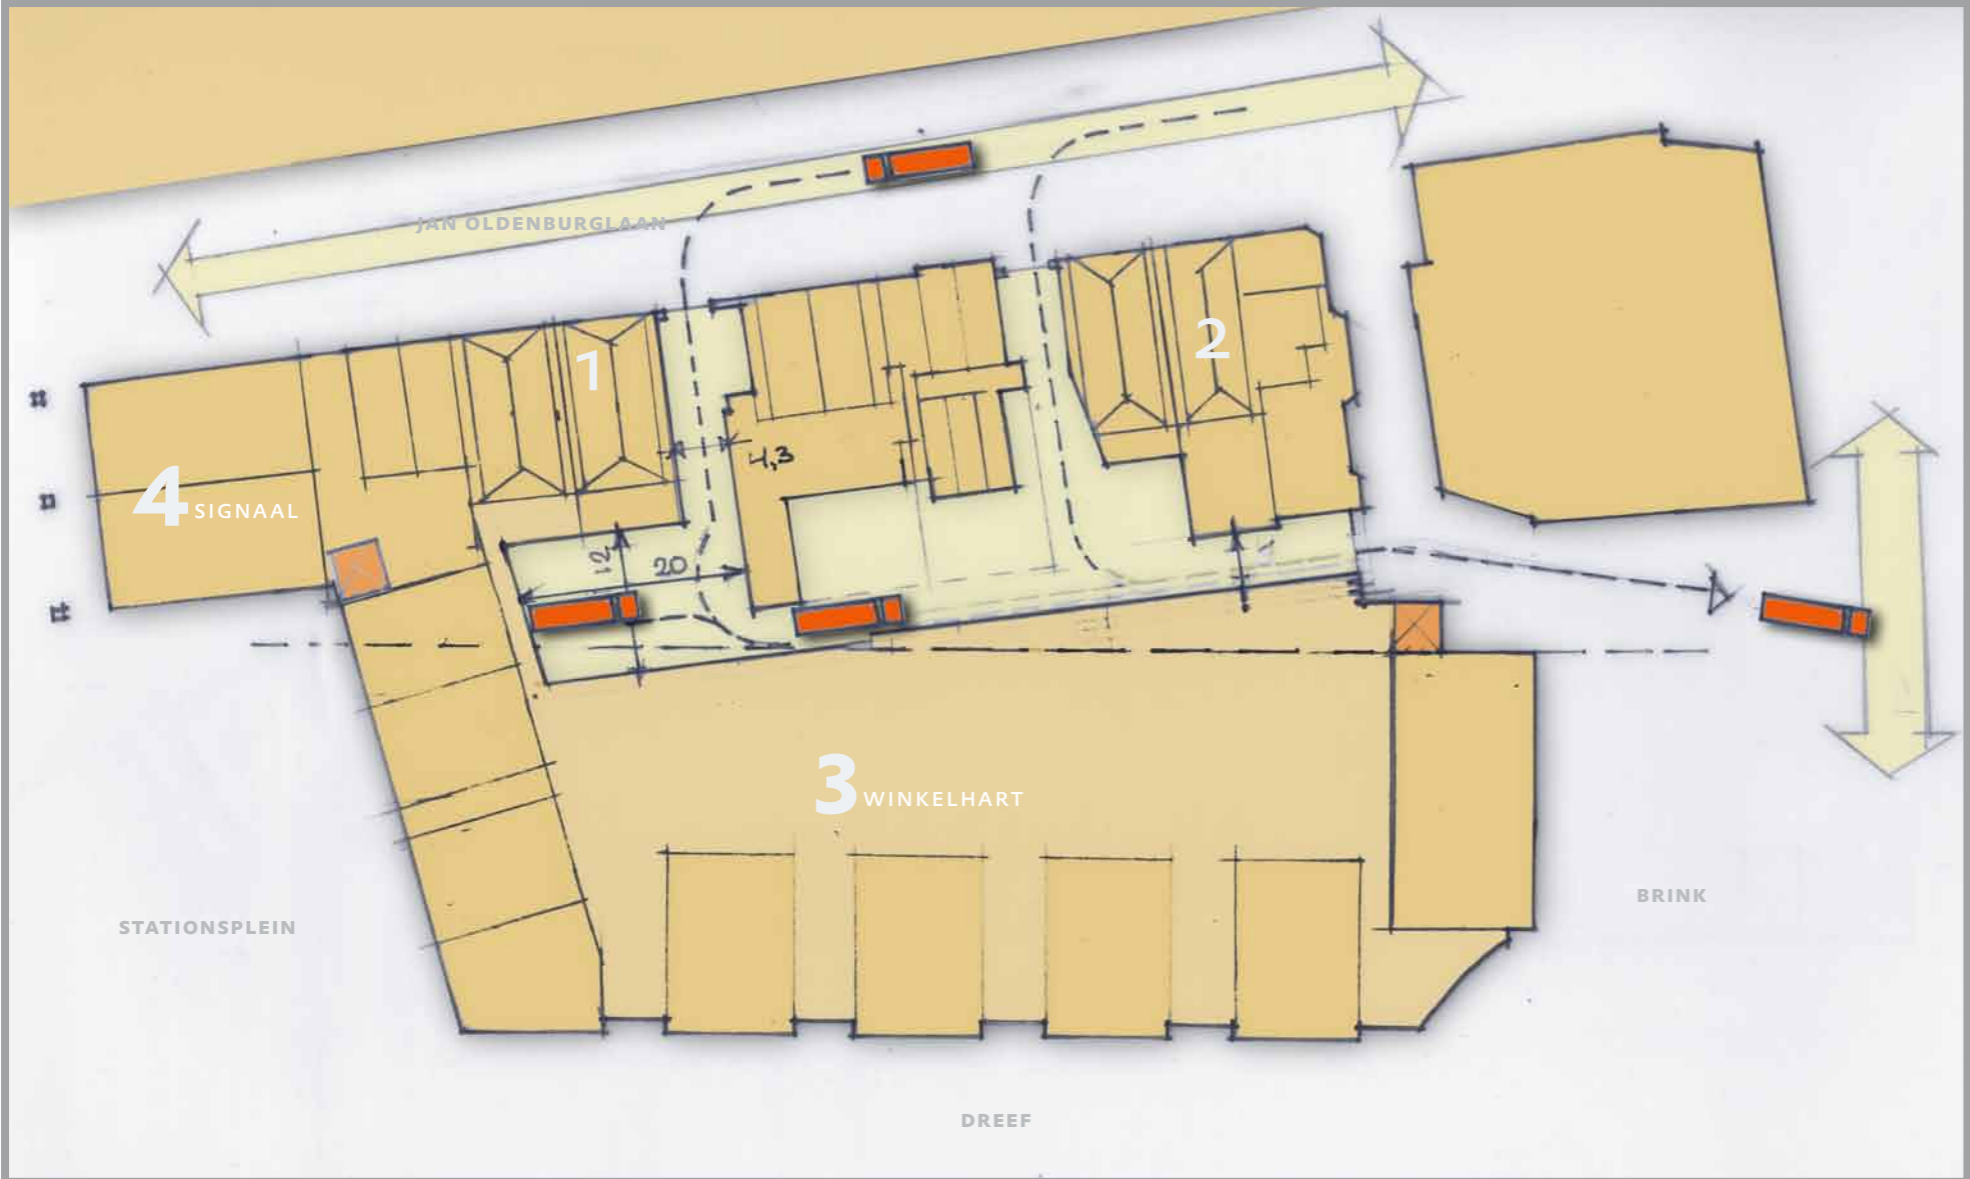 JAN OLDENBURGLAAN
1
2
4,3
4 SIGNAAL
12
20
3 WINKELHART
STATIONSPLEIN
BRINK
DREEF